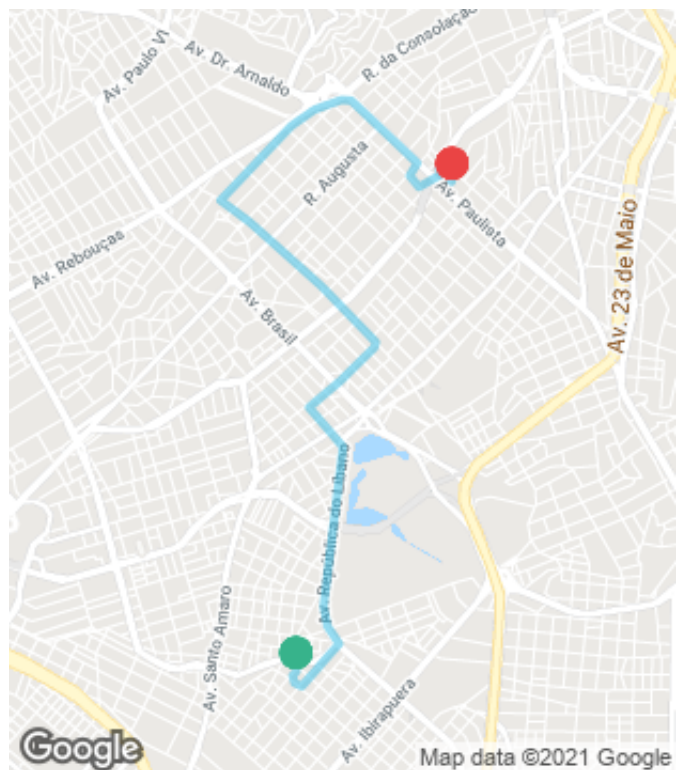 Av. Paulo VI
Av. Dr. Arnaldo
R. da Consolação
R. Augusta
Av. Paulista
Av. Rebouças
Av. 23 de Maio
Av. Brasil
Av. República do Líbano
Av. Santo Amaro
Av. Ibirapuera
Google
Map data ©2021 Google